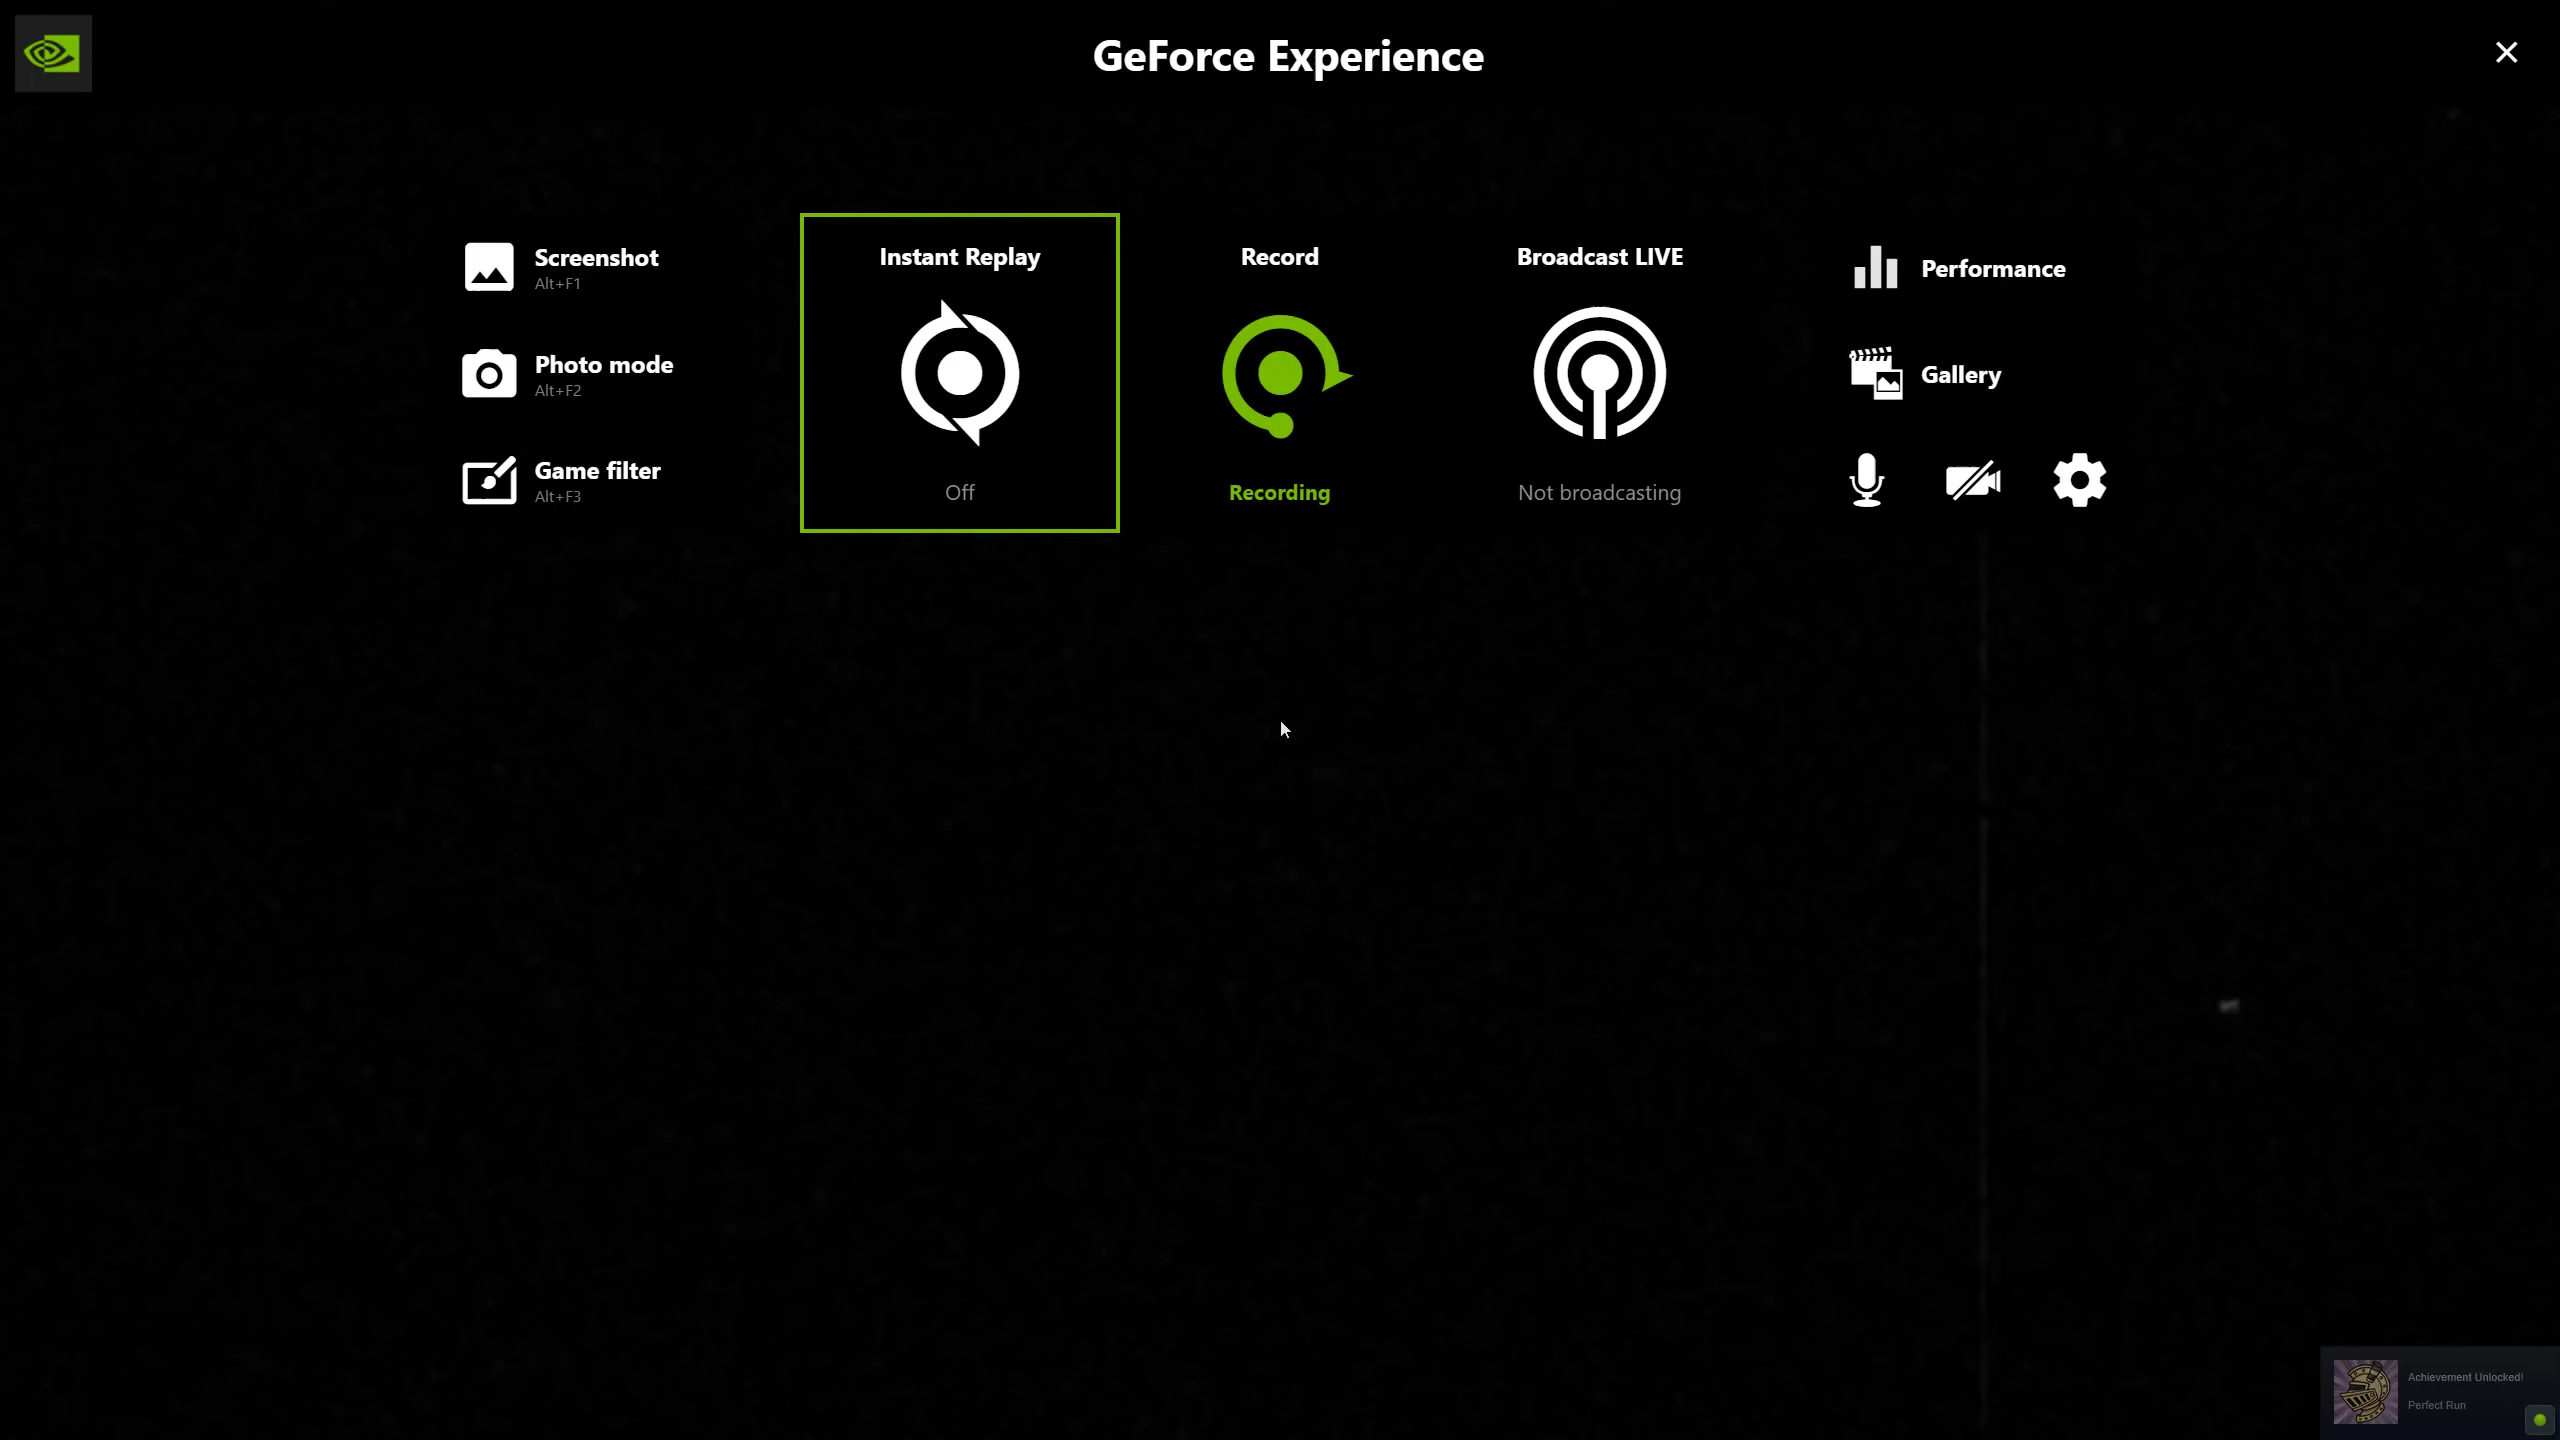 GeForce Experience
Screenshot
Alt+F1
Photo mode
Alt+F2
Game filter
Alt+F3
Instant Replay
Off
Record
Recording
Broadcast LIVE
Not broadcasting
Performance
Gallery
Achievement Unlocked!
Perfect Run